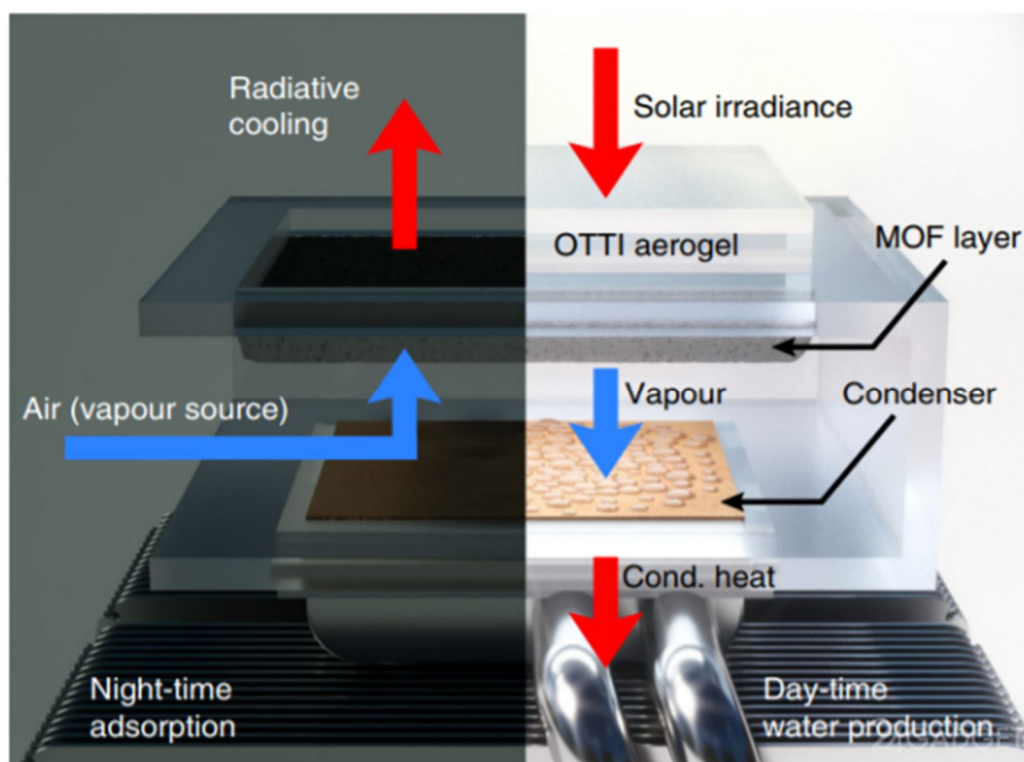 Radiative
cooling
Solar irradiance
OTTI aerogel
MOF layer
Air (vapour source)
Vapour
Condenser
Cond. heat
Night-time
adsorption
Day-time
water production